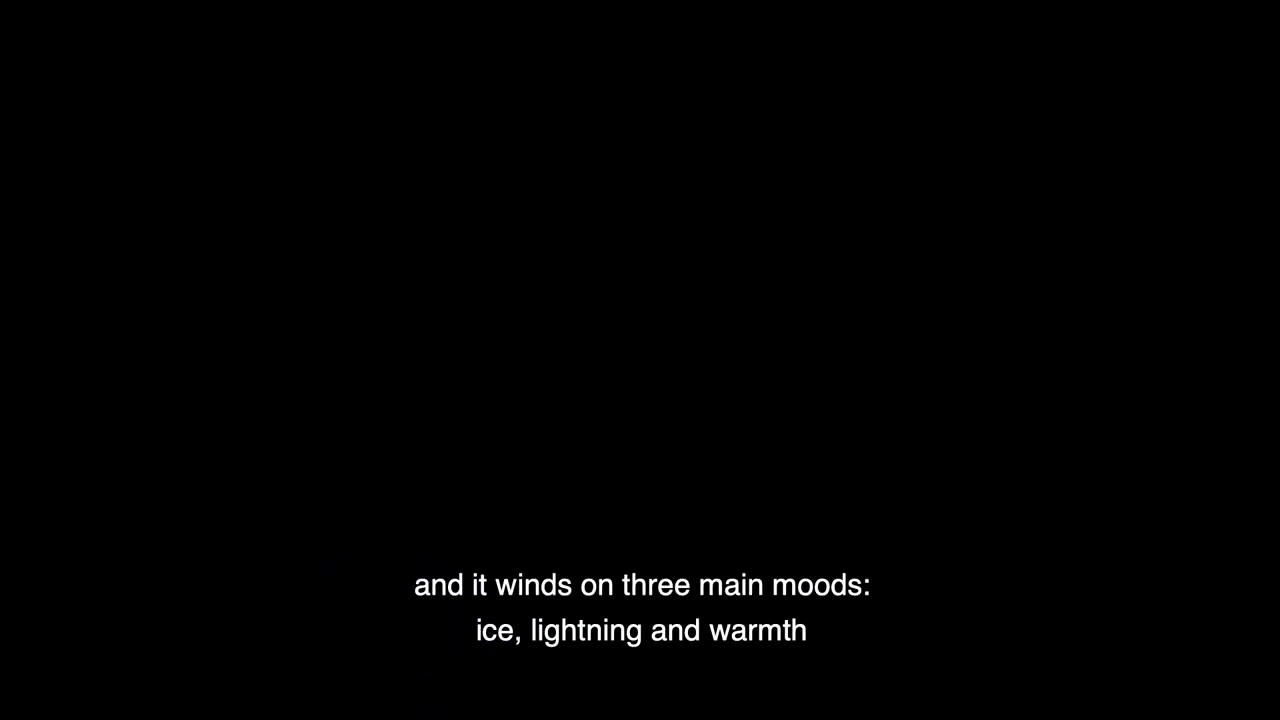 and it winds on three main moods:
ice, lightning and warmth